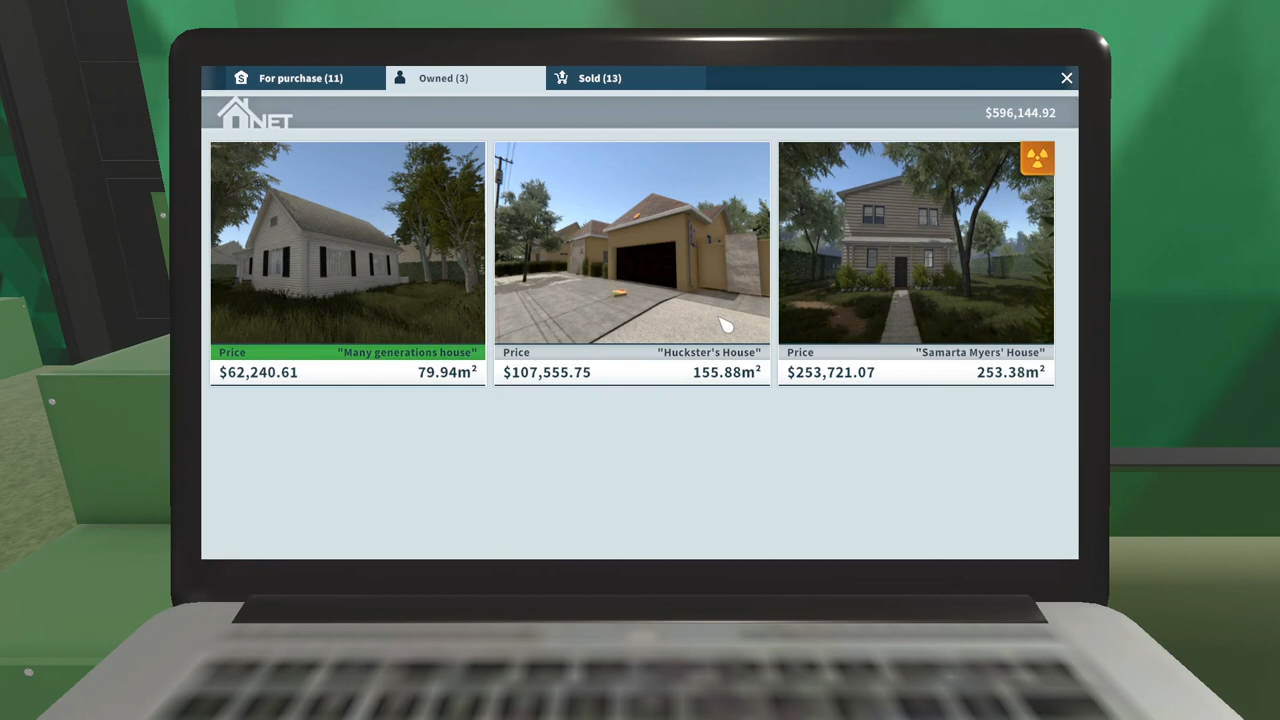 For purchase (11)
Owned (3)
Sold (13)
NET
$596,144.92
Price "Many generations house"
$62,240.61 79.94m²
Price "Huckster's House"
$107,555.75 155.88m²
Price "Samarta Myers' House"
$253,721.07 253.38m²